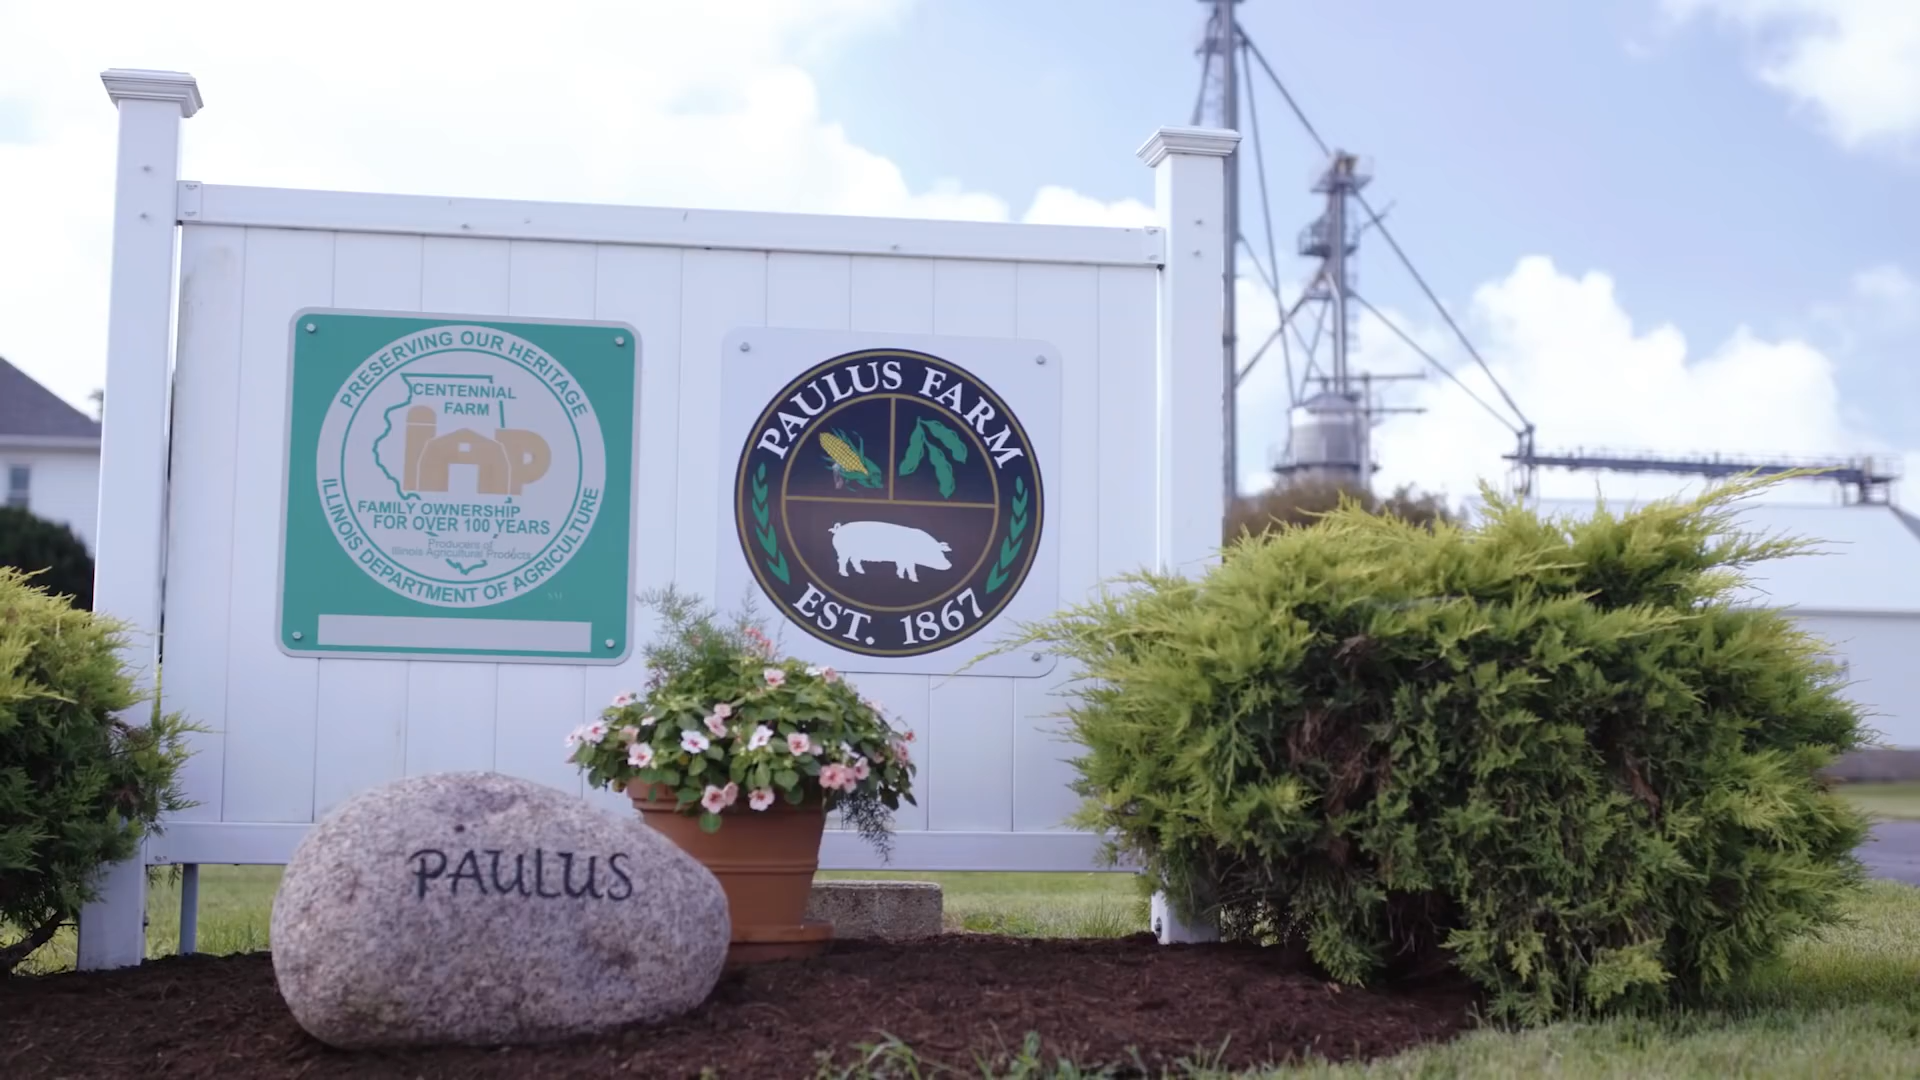 PRESERVING OUR HERITAGE
CENTENNIAL
FARM
IAP
FAMILY OWNERSHIP
FOR OVER 100 YEARS
Producers of
Illinois Agricultural Products
ILLINOIS DEPARTMENT OF AGRICULTURE
PAULUS FARM
EST. 1867
PAULUS